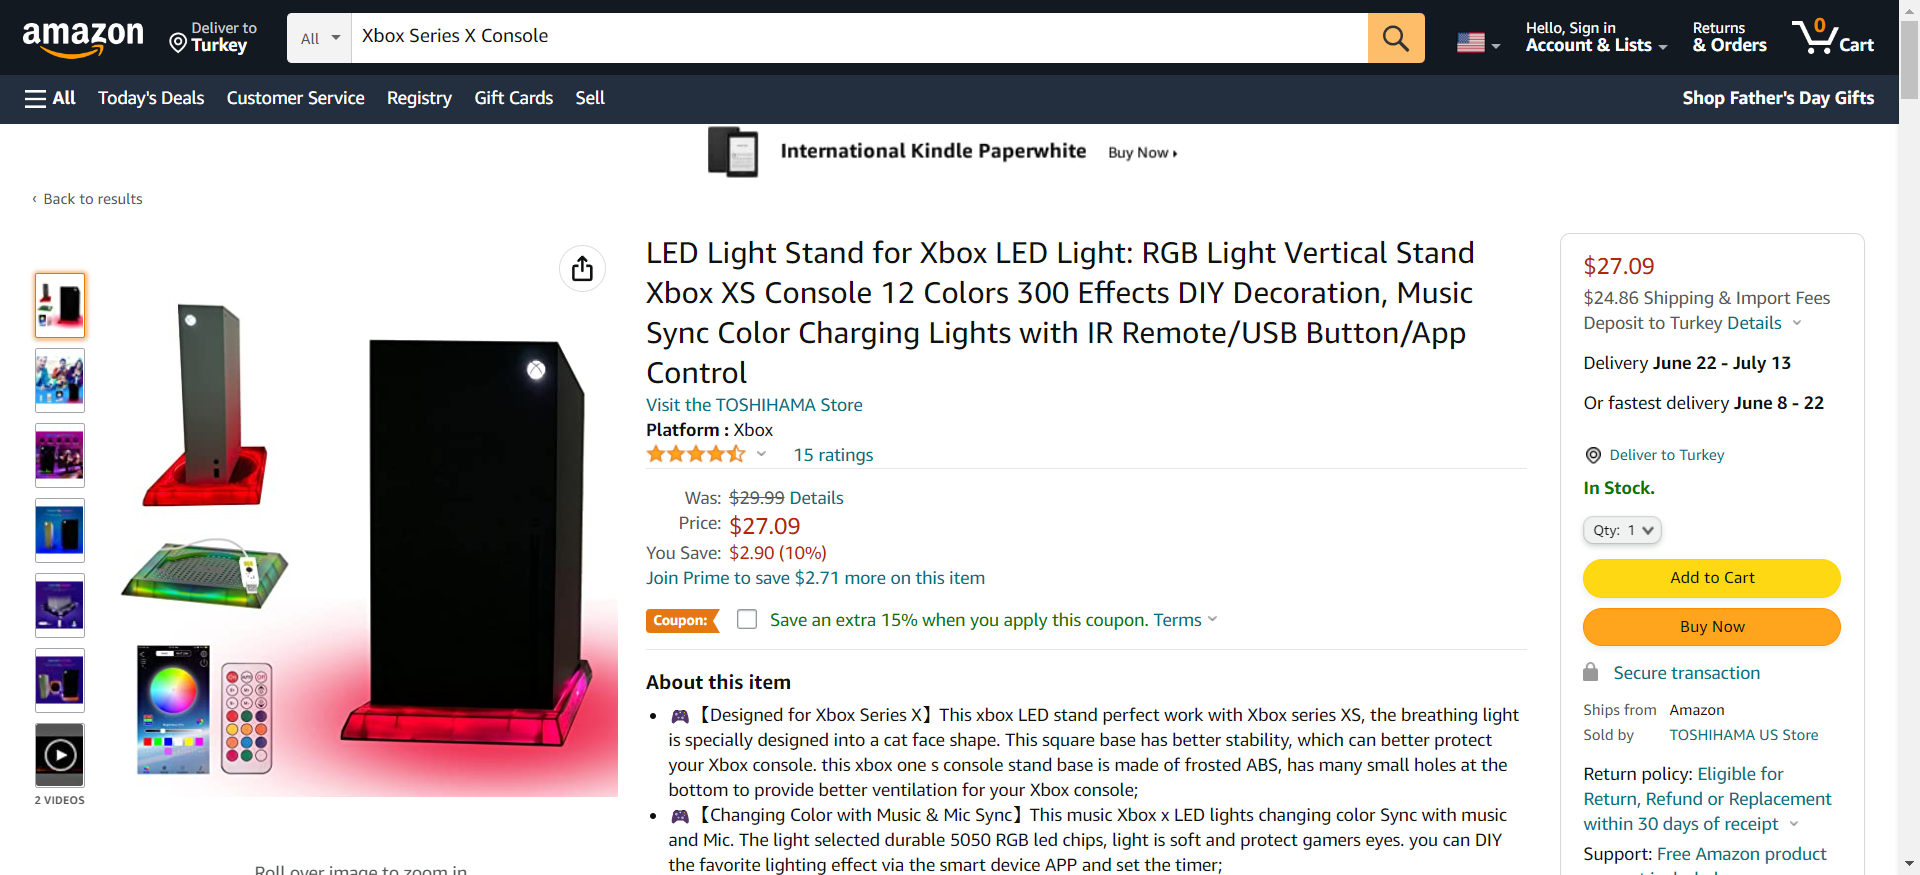 amazon
Deliver to
Turkey
All
Xbox Series X Console
Hello, Sign in
Account & Lists
Returns
& Orders
0
Cart
All
Today's Deals
Customer Service
Registry
Gift Cards
Sell
Shop Father's Day Gifts
International Kindle Paperwhite
Buy Now
‹ Back to results
2 VIDEOS
Roll over image to zoom in
LED Light Stand for Xbox LED Light: RGB Light Vertical Stand
Xbox XS Console 12 Colors 300 Effects DIY Decoration, Music
Sync Color Charging Lights with IR Remote/USB Button/App
Control
Visit the TOSHIHAMA Store
Platform : Xbox
15 ratings
Was: $29.99 Details
Price: $27.09
You Save: $2.90 (10%)
Join Prime to save $2.71 more on this item
Coupon:
Save an extra 15% when you apply this coupon. Terms
About this item
• 🎮【Designed for Xbox Series X】This xbox LED stand perfect work with Xbox series XS, the breathing light
is specially designed into a cat face shape. This square base has better stability, which can better protect
your Xbox console. this xbox one s console stand base is made of frosted ABS, has many small holes at the
bottom to provide better ventilation for your Xbox console;
• 🎮【Changing Color with Music & Mic Sync】This music Xbox x LED lights changing color Sync with music
and Mic. The light selected durable 5050 RGB led chips, light is soft and protect gamers eyes. you can DIY
the favorite lighting effect via the smart device APP and set the timer;
$27.09
$24.86 Shipping & Import Fees
Deposit to Turkey Details
Delivery June 22 - July 13
Or fastest delivery June 8 - 22
Deliver to Turkey
In Stock.
Qty: 1
Add to Cart
Buy Now
Secure transaction
Ships from Amazon
Sold by TOSHIHAMA US Store
Return policy: Eligible for
Return, Refund or Replacement
within 30 days of receipt
Support: Free Amazon product